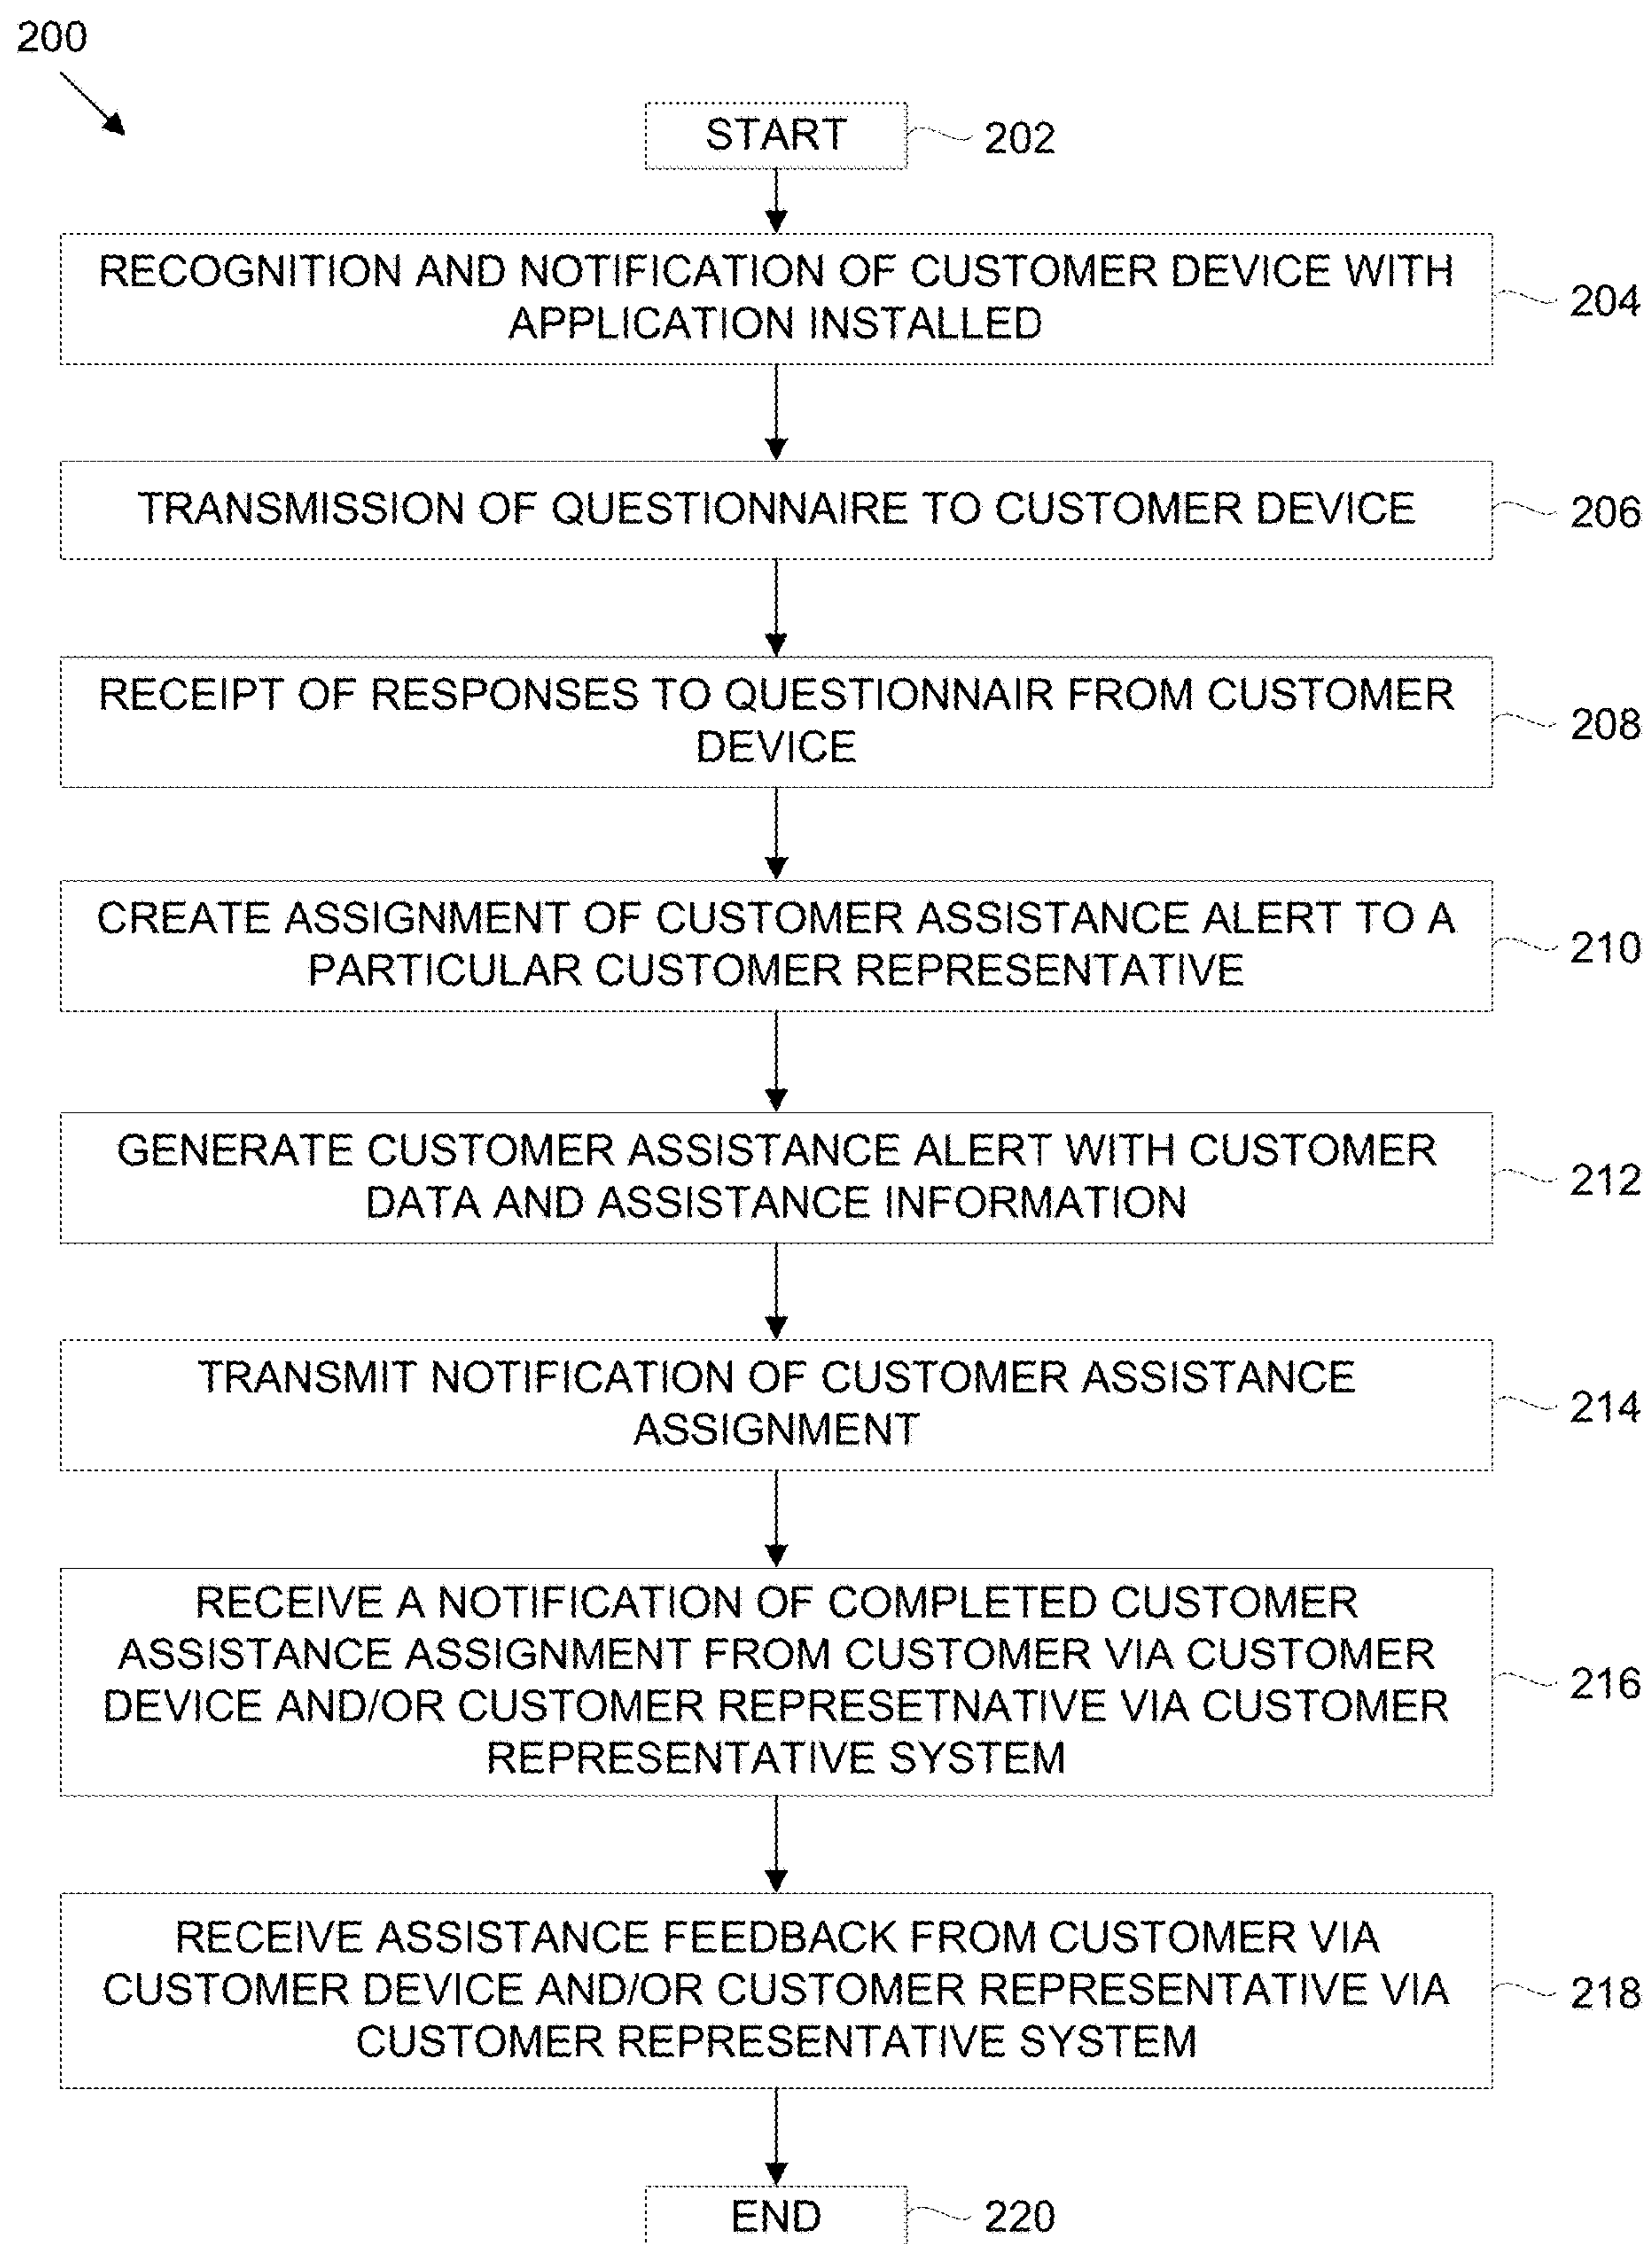 200
START
202
RECOGNITION AND NOTIFICATION OF CUSTOMER DEVICE WITH
APPLICATION INSTALLED
204
TRANSMISSION OF QUESTIONNAIRE TO CUSTOMER DEVICE
206
RECEIPT OF RESPONSES TO QUESTIONNAIR FROM CUSTOMER
DEVICE
208
CREATE ASSIGNMENT OF CUSTOMER ASSISTANCE ALERT TO A
PARTICULAR CUSTOMER REPRESENTATIVE
210
GENERATE CUSTOMER ASSISTANCE ALERT WITH CUSTOMER
DATA AND ASSISTANCE INFORMATION
212
TRANSMIT NOTIFICATION OF CUSTOMER ASSISTANCE
ASSIGNMENT
214
RECEIVE A NOTIFICATION OF COMPLETED CUSTOMER
ASSISTANCE ASSIGNMENT FROM CUSTOMER VIA CUSTOMER
DEVICE AND/OR CUSTOMER REPRESETNATIVE VIA CUSTOMER
REPRESENTATIVE SYSTEM
216
RECEIVE ASSISTANCE FEEDBACK FROM CUSTOMER VIA
CUSTOMER DEVICE AND/OR CUSTOMER REPRESENTATIVE VIA
CUSTOMER REPRESENTATIVE SYSTEM
218
END
220